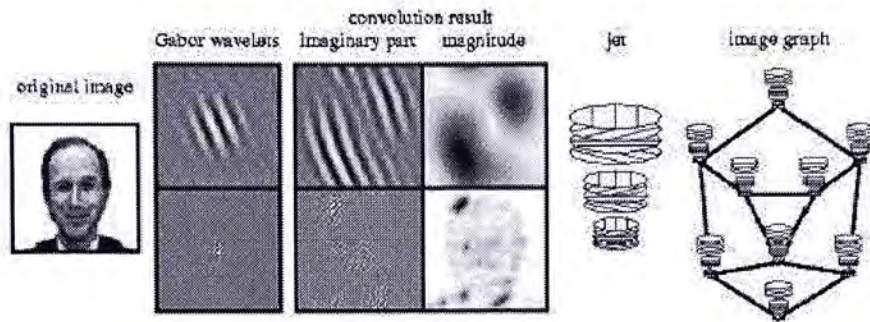 convolution result
Gabor wavelets Imaginary part magnitude jet image graph
original image